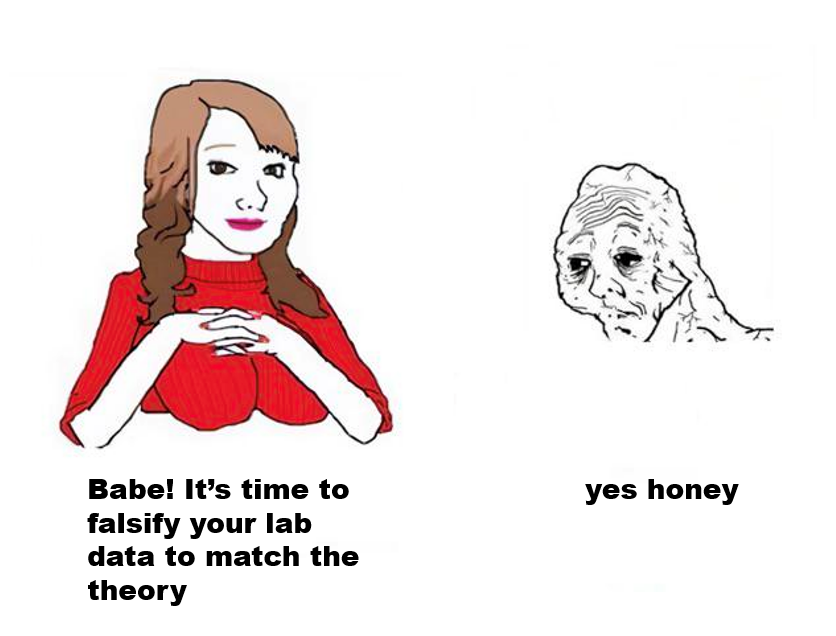 Babe! It’s time to
falsify your lab
data to match the
theory
yes honey